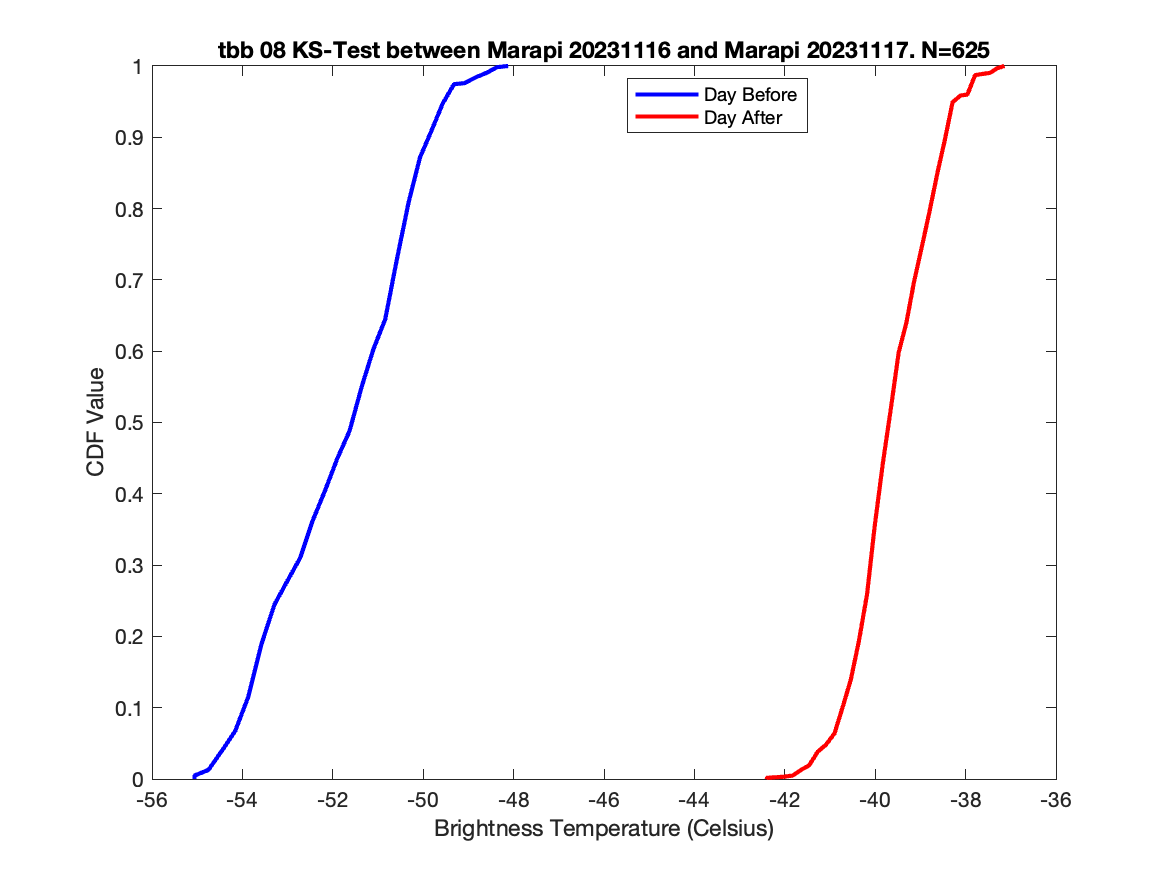 tbb 08 KS-Test between Marapi 20231116 and Marapi 20231117. N=625
Day Before
Day After
1
0.9
0.8
0.7
0.6
0.5
0.4
0.3
0.2
0.1
0
CDF Value
-56 -54 -52 -50 -48 -46 -44 -42 -40 -38 -36
Brightness Temperature (Celsius)